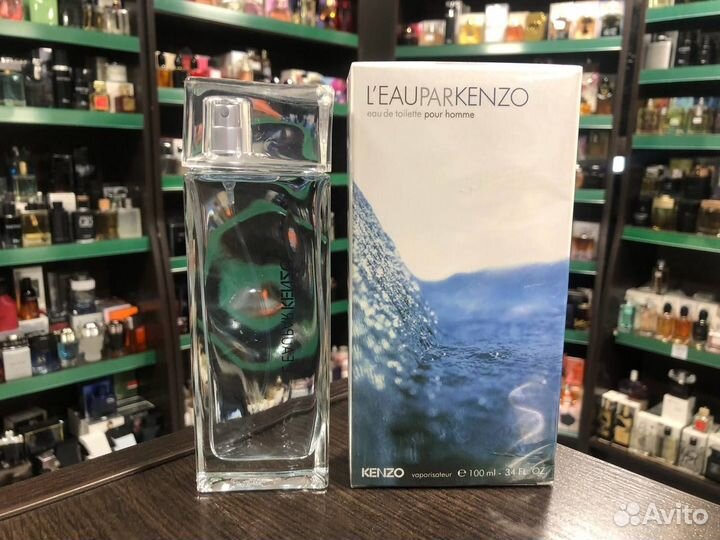 L'EAUPARKENZO
eau de toilette pour homme
L'EAUPARKENZO
KENZO vaporisateur ℮ 100 ml - 3.4 FL. OZ.
Avito